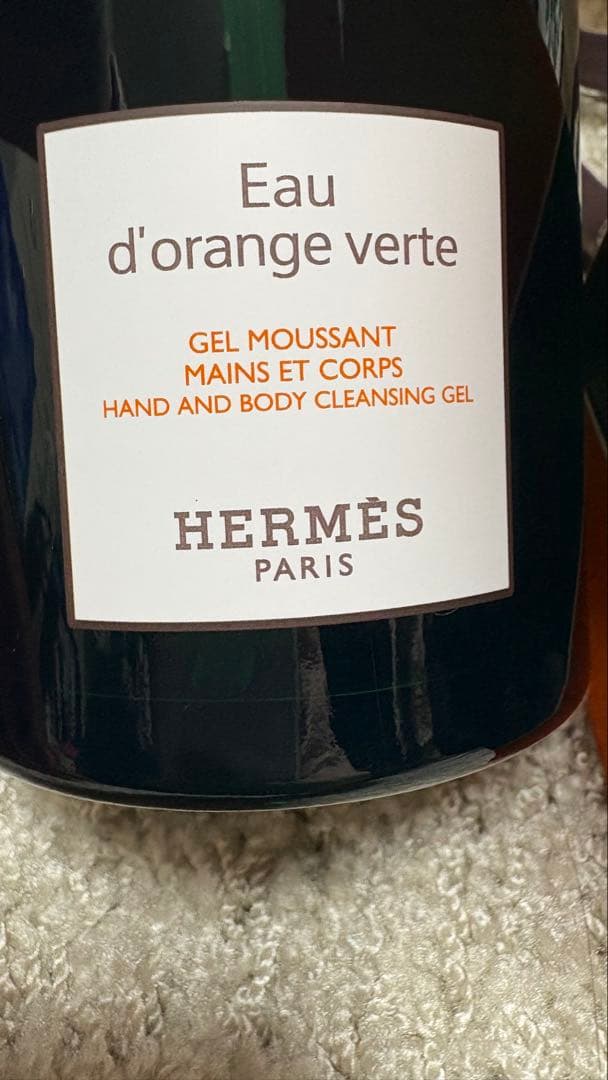 Eau
d'orange verte
GEL MOUSSANT
MAINS ET CORPS
HAND AND BODY CLEANSING GEL
HERMÈS
PARIS